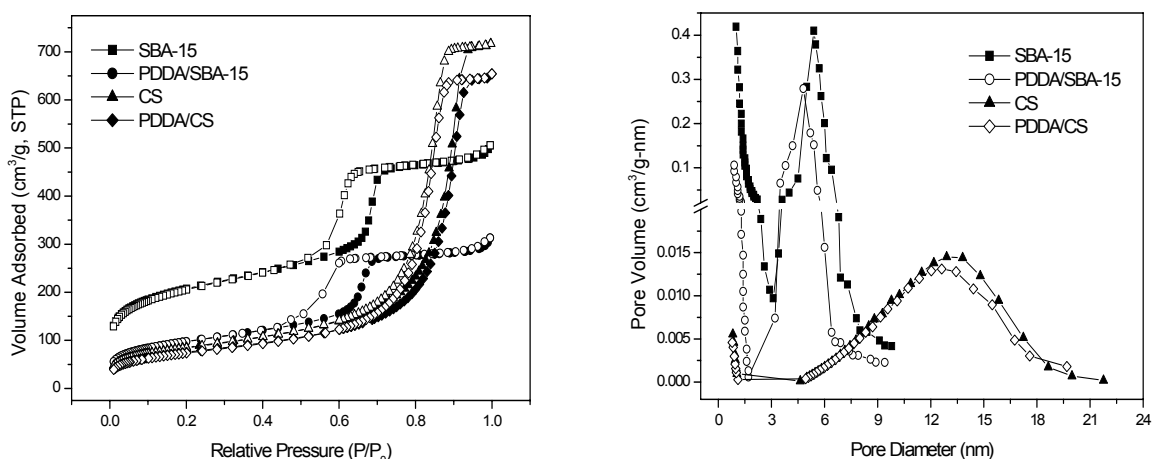 700
600
500
400
300
200
100
0
0.0 0.2 0.4 0.6 0.8 1.0
Volume Adsorbed (cm³/g, STP)
Relative Pressure (P/P₀)
SBA-15
PDDA/SBA-15
CS
PDDA/CS
0.4
0.3
0.2
0.1
0.015
0.010
0.005
0.000
0 3 6 9 12 15 18 21 24
Pore Volume (cm³/g-nm)
Pore Diameter (nm)
SBA-15
PDDA/SBA-15
CS
PDDA/CS